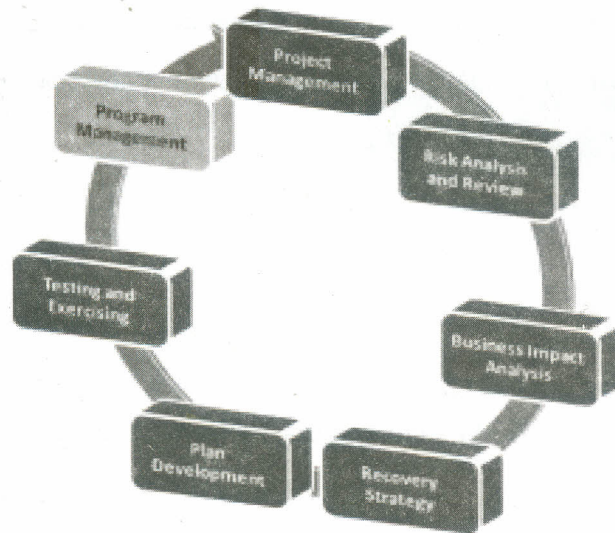 Project
Management
Risk Analysis
and Review
Business Impact
Analysis
Recovery
Strategy
Plan
Development
Testing and
Exercising
Program
Management